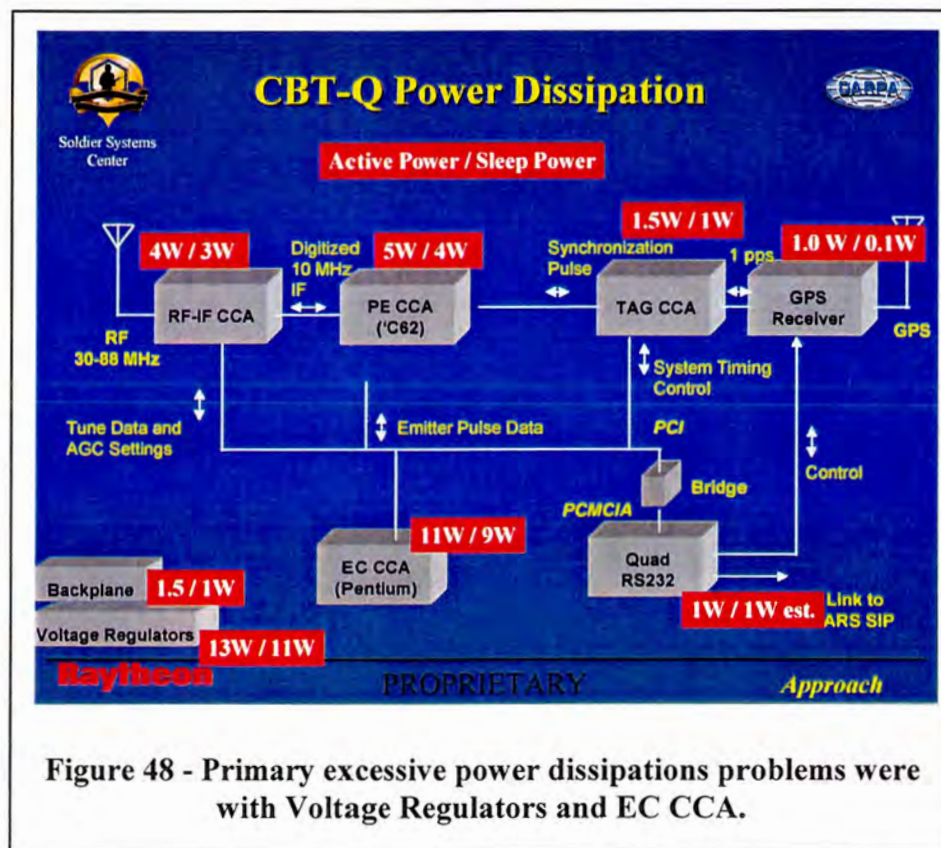 CBT-Q Power Dissipation
Soldier Systems
Center
DARPA
Active Power / Sleep Power
4W / 3W
Digitized
10 MHz
IF
5W / 4W
Synchronization
Pulse
1.5W / 1W
1 pps
1.0 W / 0.1W
RF-IF CCA
PE CCA
('C62)
TAG CCA
GPS
Receiver
RF
30-88 MHz
GPS
System Timing
Control
Tune Data and
AGC Settings
Emitter Pulse Data
PCI
Control
Bridge
PCMCIA
11W / 9W
EC CCA
(Pentium)
Quad
RS232
Backplane
1.5 / 1W
1W / 1W est.
Link to
ARS SIP
Voltage Regulators
13W / 11W
Raytheon
PROPRIETARY
Approach
Figure 48 - Primary excessive power dissipations problems were
with Voltage Regulators and EC CCA.